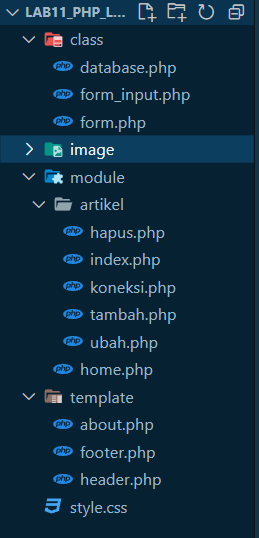 LAB11_PHP_L...
class
database.php
form_input.php
form.php
image
module
artikel
hapus.php
index.php
koneksi.php
tambah.php
ubah.php
home.php
template
about.php
footer.php
header.php
style.css